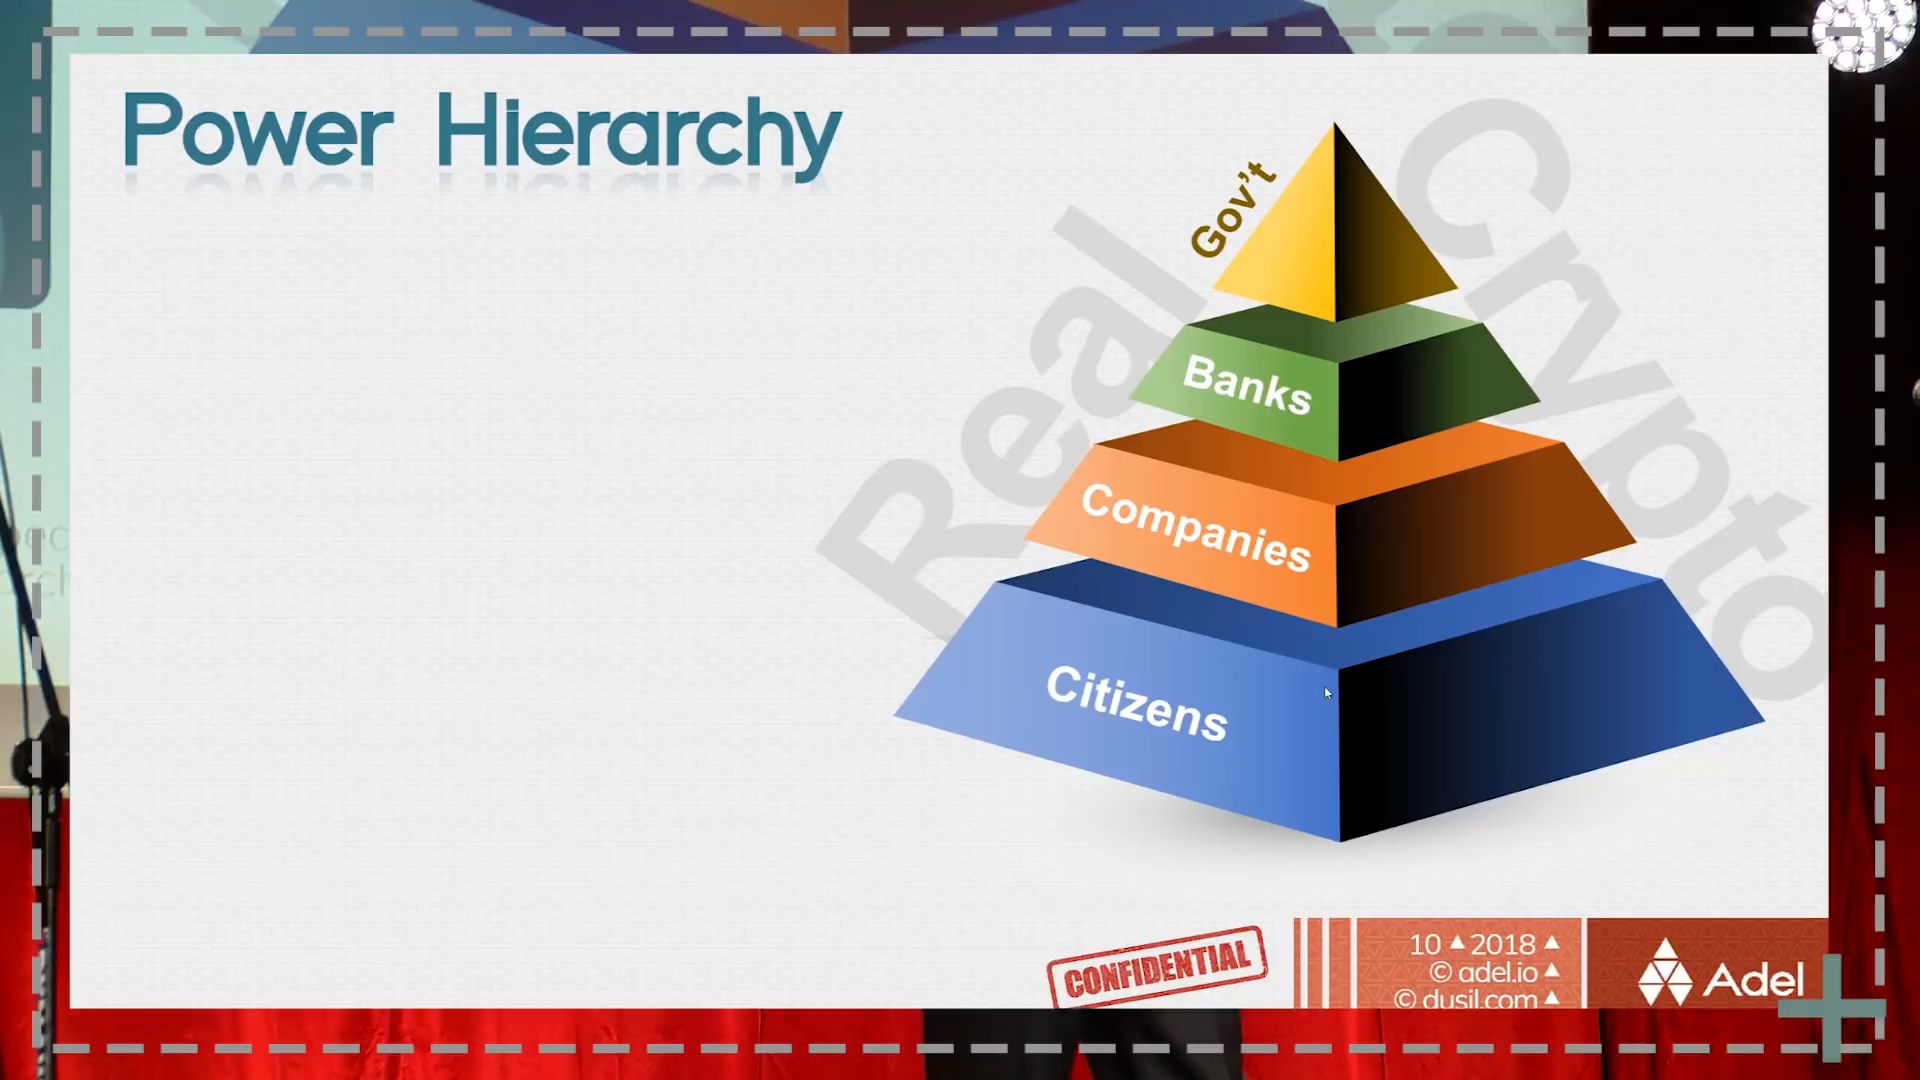 Power Hierarchy
Gov't
Real Crypto
Banks
Companies
Citizens
CONFIDENTIAL
10 ▲ 2018 ▲
© adel.io ▲
© dusil.com ▲
Adel